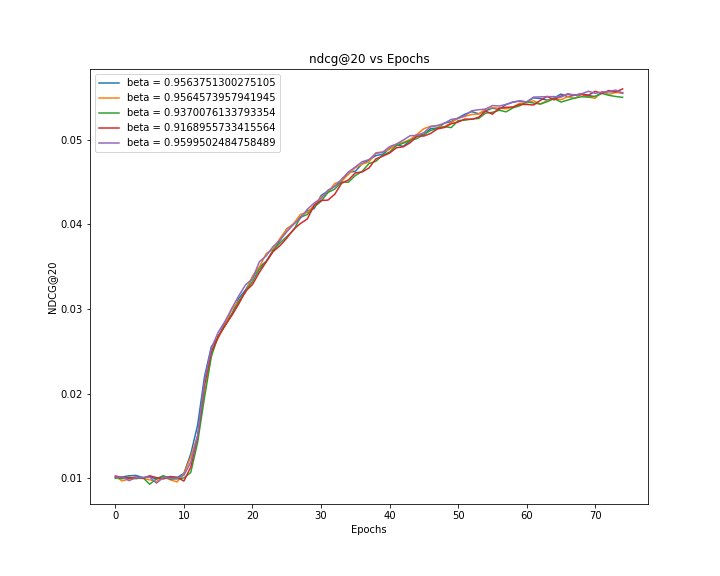 ndcg@20 vs Epochs
beta = 0.9563751300275105
beta = 0.9564573957941945
beta = 0.9370076133793354
beta = 0.9168955733415564
beta = 0.9599502484758489
0.05
0.04
0.03
0.02
0.01
NDCG@20
0 10 20 30 40 50 60 70
Epochs